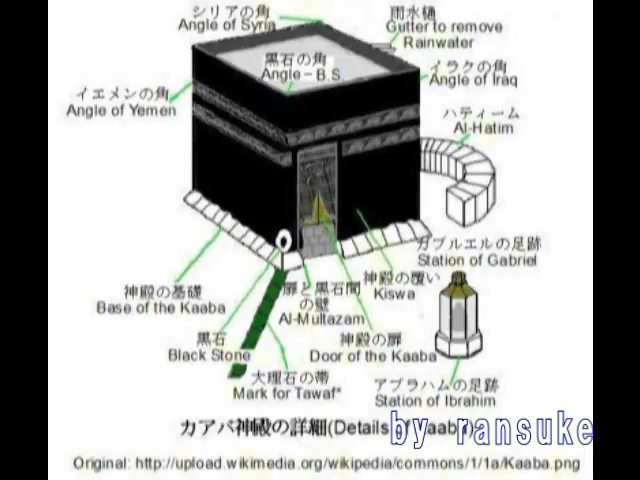 シリアの角
Angle of Syria
雨水樋
Gutter to remove
Rainwater
黒石の角
Angle－B.S.
イラクの角
Angle of Iraq
イエメンの角
Angle of Yemen
ハティーム
Al-Hatim
ガブルエルの足跡
Station of Gabriel
神殿の覆い
Kiswa
神殿の基礎
Base of the Kaaba
扉と黒石間
の壁
Al-Multazam
黒石
Black Stone
神殿の扉
Door of the Kaaba
大理石の帯
Mark for Tawaf*
アブラハムの足跡
Station of Ibrahim
カアバ神殿の詳細(Details of Kaaba)
by ransuke
Original: http://upload.wikimedia.org/wikipedia/commons/1/1a/Kaaba.png